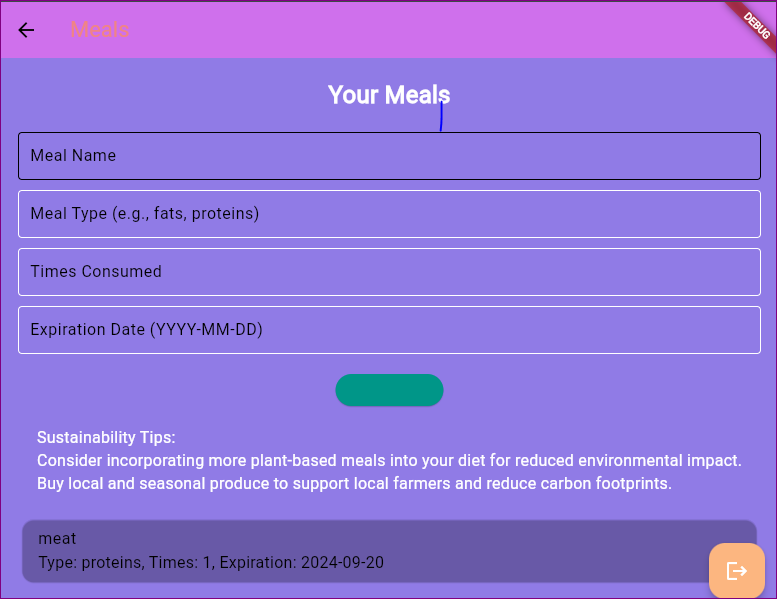 Meals
DEBUG
Your Meals
Meal Name
Meal Type (e.g., fats, proteins)
Times Consumed
Expiration Date (YYYY-MM-DD)
Sustainability Tips:
Consider incorporating more plant-based meals into your diet for reduced environmental impact.
Buy local and seasonal produce to support local farmers and reduce carbon footprints.
meat
Type: proteins, Times: 1, Expiration: 2024-09-20